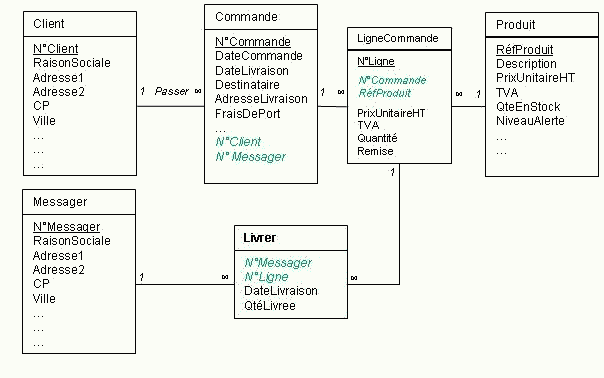 Client
N°Client
RaisonSociale
Adresse1
Adresse2
CP
Ville
...
...
...
1 Passer ∞
Commande
N°Commande
DateCommande
DateLivraison
Destinataire
AdresseLivraison
FraisDePort
...
N°Client
N° Messager
1 ∞
LigneCommande
N°Ligne
N°Commande
RéfProduit
PrixUnitaireHT
TVA
Quantité
Remise
∞ 1
1
Produit
RéfProduit
Description
PrixUnitaireHT
TVA
QteEnStock
NiveauAlerte
...
...
Messager
N°Messager
RaisonSociale
Adresse1
Adresse2
CP
Ville
...
...
...
1 ∞
Livrer
N°Messager
N°Ligne
DateLivraison
QtéLivree
∞